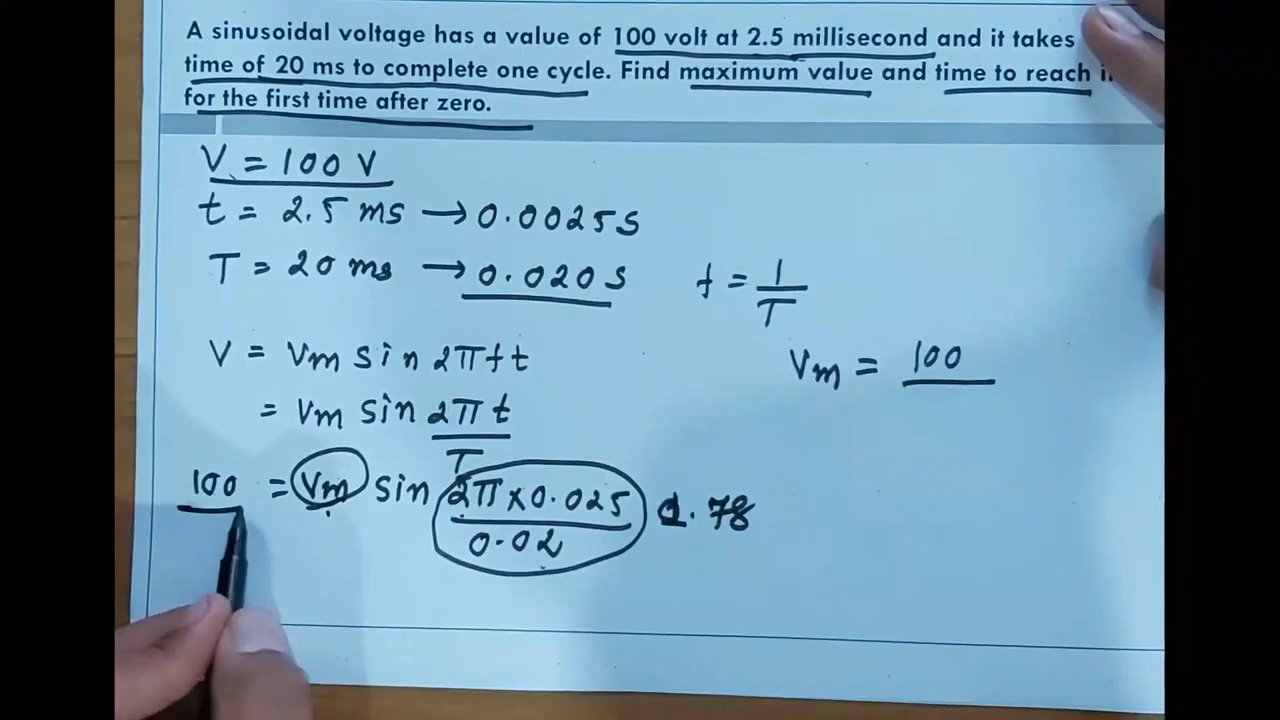 A sinusoidal voltage has a value of 100 volt at 2.5 millisecond and it takes
time of 20 ms to complete one cycle. Find maximum value and time to reach
for the first time after zero.
V = 100 V
t = 2.5 ms → 0.0025 S
T = 20 ms → 0.020 S
f = 1/T
V = Vm sin 2πft
Vm = 100
= Vm sin 2πt/T
100 = Vm sin 2π×0.025/0.02 0.78